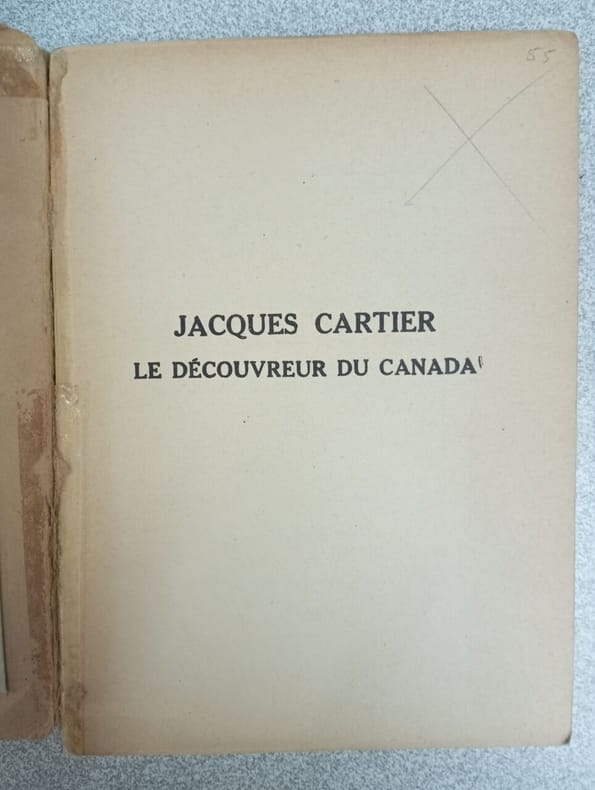 55
JACQUES CARTIER
LE DÉCOUVREUR DU CANADA